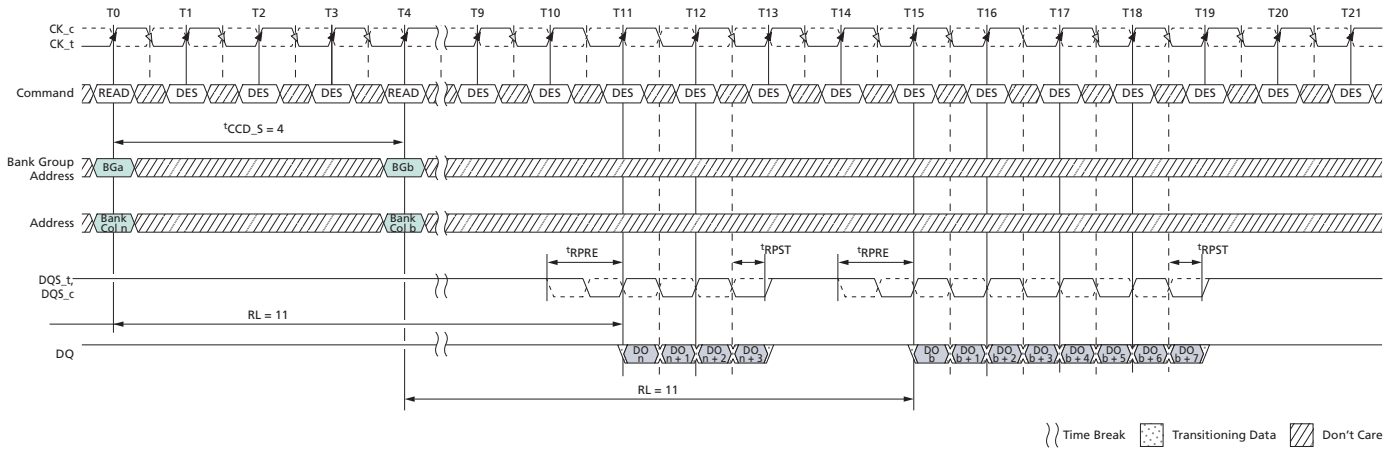 T0 T1 T2 T3 T4 T9 T10 T11 T12 T13 T14 T15 T16 T17 T18 T19 T20 T21
CK_c
CK_t
Command READ DES DES DES READ DES DES DES DES DES DES DES DES DES DES DES DES DES
tCCD_S = 4
Bank Group
Address
BGa BGb
Address
Bank
Col n
Bank
Col b
tRPRE tRPST tRPRE tRPST
DQS_t,
DQS_c
RL = 11
DQ
DO
n
DO
n + 1
DO
n + 2
DO
n + 3
DO
b
DO
b + 1
DO
b + 2
DO
b + 3
DO
b + 4
DO
b + 5
DO
b + 6
DO
b + 7
RL = 11
Time Break Transitioning Data Don't Care